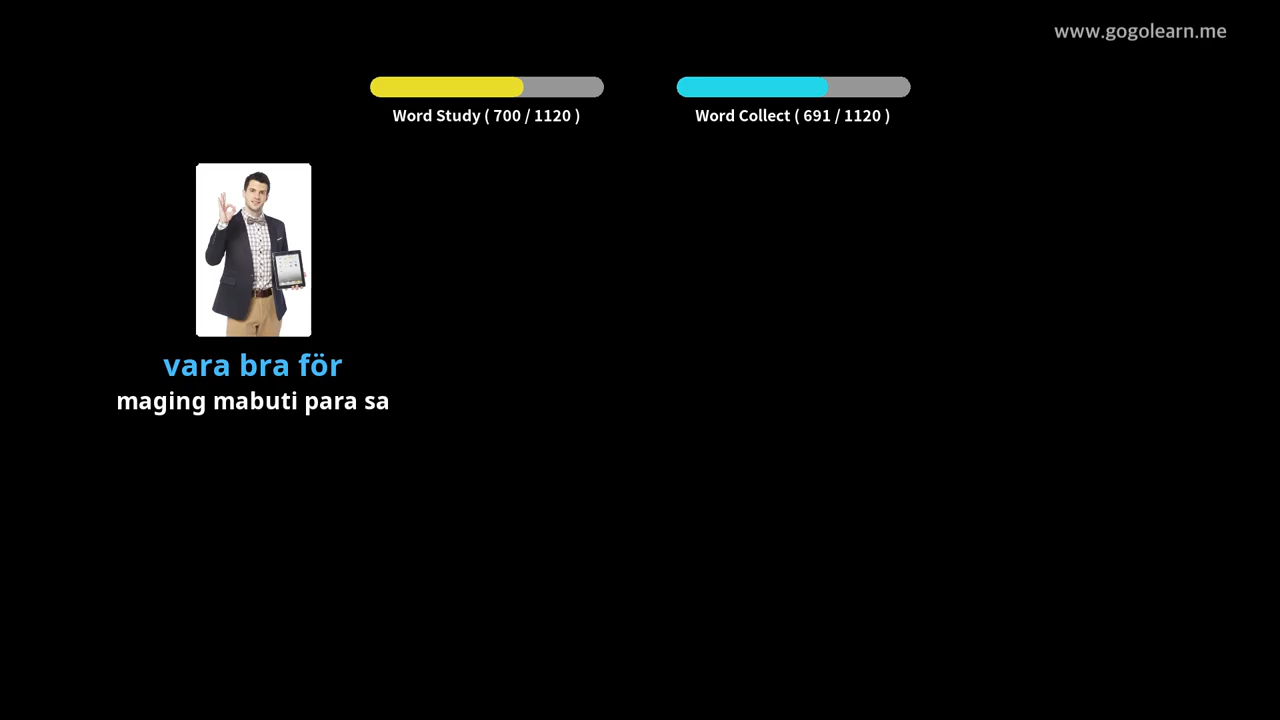 www.gogolearn.me
Word Study ( 700 / 1120 )
Word Collect ( 691 / 1120 )
vara bra för
maging mabuti para sa